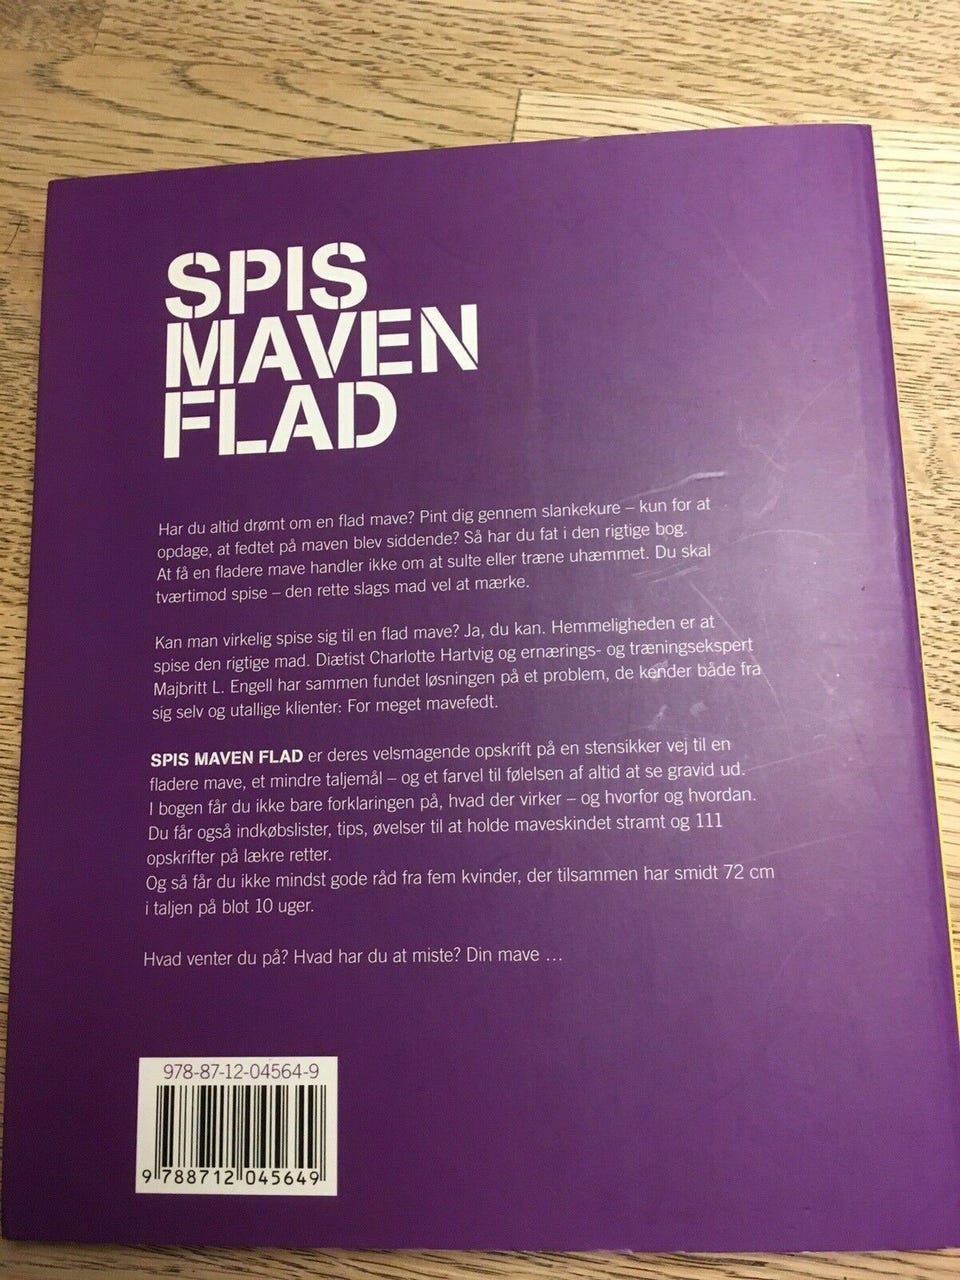 SPIS
MAVEN
FLAD
Har du altid drømt om en flad mave? Pint dig gennem slankekure – kun for at
opdage, at fedtet på maven blev siddende? Så har du fat i den rigtige bog.
At få en fladere mave handler ikke om at sulte eller træne uhæmmet. Du skal
tværtimod spise – den rette slags mad vel at mærke.
Kan man virkelig spise sig til en flad mave? Ja, du kan. Hemmeligheden er at
spise den rigtige mad. Diætist Charlotte Hartvig og ernærings- og træningsekspert
Majbritt L. Engell har sammen fundet løsningen på et problem, de kender både fra
sig selv og utallige klienter: For meget mavefedt.
SPIS MAVEN FLAD er deres velsmagende opskrift på en stensikker vej til en
fladere mave, et mindre taljemål – og et farvel til følelsen af altid at se gravid ud.
I bogen får du ikke bare forklaringen på, hvad der virker – og hvorfor og hvordan.
Du får også indkøbslister, tips, øvelser til at holde maveskindet stramt og 111
opskrifter på lækre retter.
Og så får du ikke mindst gode råd fra fem kvinder, der tilsammen har smidt 72 cm
i taljen på blot 10 uger.
Hvad venter du på? Hvad har du at miste? Din mave ...
978-87-12-04564-9
9 788712 045649